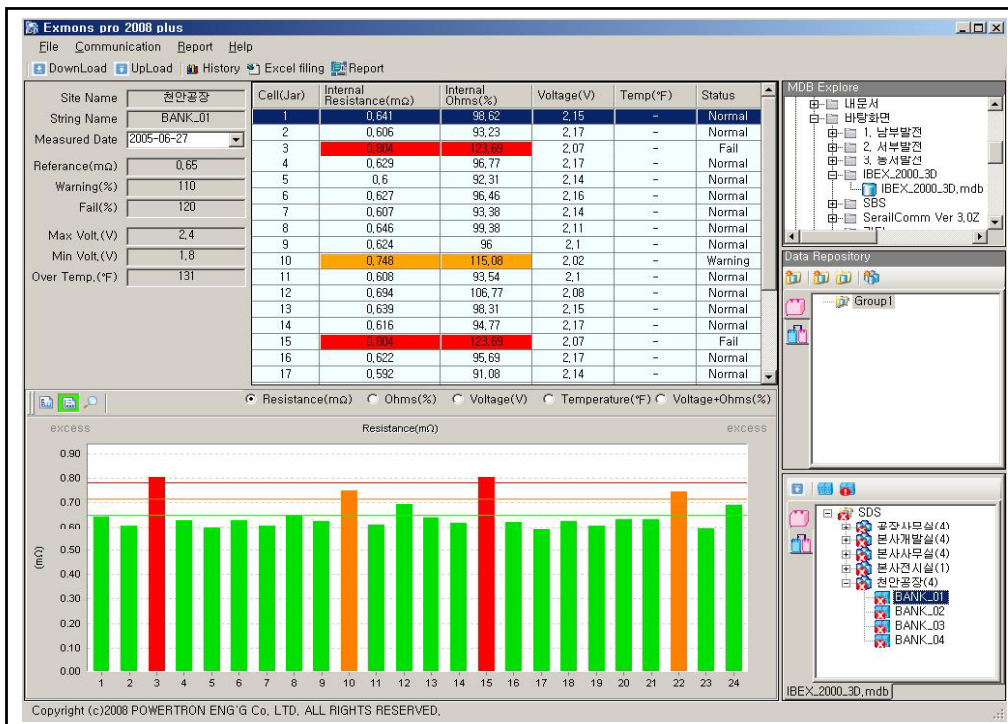 Exmons pro 2008 plus
File Communication Report Help
DownLoad UpLoad History Excel filing Report
Site Name 천안공장
String Name BANK_01
Measured Date 2005-06-27
Referance(mΩ) 0,65
Warning(%) 110
Fail(%) 120
Max Volt,(V) 2,4
Min Volt,(V) 1,8
Over Temp,(°F) 131
Cell(Jar) Internal Resistance(mΩ) Internal Ohms(%) Voltage(V) Temp(°F) Status
1 0,641 98,62 2,15 - Normal
2 0,606 93,23 2,17 - Normal
3 0,804 123,69 2,07 - Fail
4 0,629 96,77 2,17 - Normal
5 0,6 92,31 2,14 - Normal
6 0,627 96,46 2,16 - Normal
7 0,607 93,38 2,14 - Normal
8 0,646 99,38 2,11 - Normal
9 0,624 96 2,1 - Normal
10 0,748 115,08 2,02 - Warning
11 0,608 93,54 2,1 - Normal
12 0,694 106,77 2,08 - Normal
13 0,639 98,31 2,15 - Normal
14 0,616 94,77 2,17 - Normal
15 0,804 123,69 2,07 - Fail
16 0,622 95,69 2,17 - Normal
17 0,592 91,08 2,14 - Normal
MDB Explore
내문서
바탕화면
1, 남부발전
2, 서부발전
3, 동서발전
IBEX_2000_3D
IBEX_2000_3D,mdb
SBS
SerailComm Ver 3,0Z
Data Repository
Group1
Resistance(mΩ) Ohms(%) Voltage(V) Temperature(°F) Voltage+Ohms(%)
excess Resistance(mΩ) excess
0.90
0.80
0.70
0.60
0.50
0.40
0.30
0.20
0.10
0.00
(mΩ)
1 2 3 4 5 6 7 8 9 10 11 12 13 14 15 16 17 18 19 20 21 22 23 24
SDS
공장사무실(4)
본사개발실(4)
본사사무실(4)
본사전시실(1)
천안공장(4)
BANK_01
BANK_02
BANK_03
BANK_04
IBEX_2000_3D,mdb
Copyright (c)2008 POWERTRON ENG'G Co, LTD, ALL RIGHTS RESERVED,